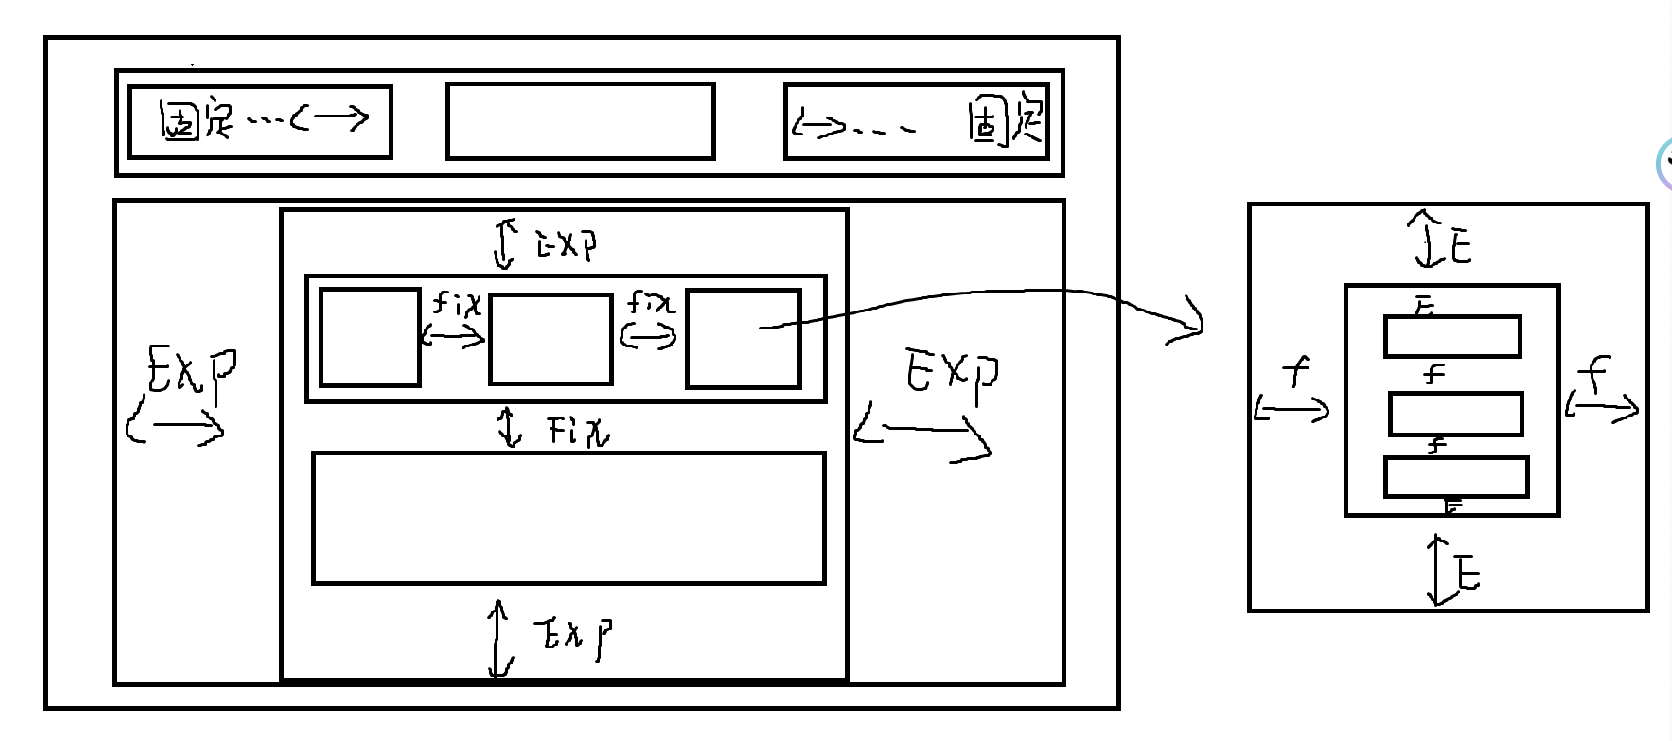 固定...
... 固定
EXP
fix fix
EXP EXP
Fix
EXP
E
E
f
f f
f
E
E